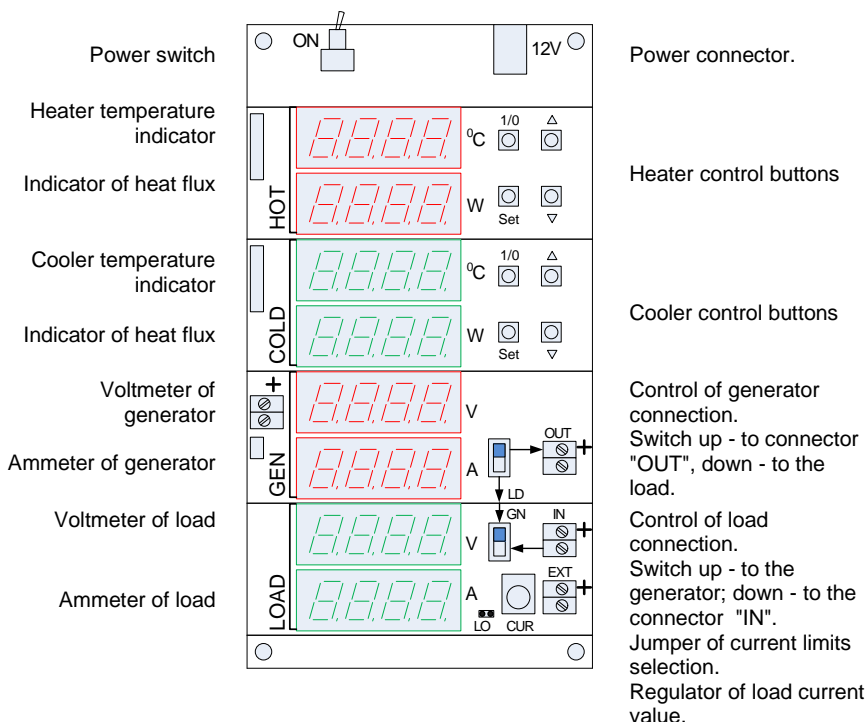 Power switch
ON
12V
Power connector.
Heater temperature
indicator
Indicator of heat flux
HOT
⁰C
1/0
△
W
Set
▽
Heater control buttons
Cooler temperature
indicator
Indicator of heat flux
COLD
⁰C
1/0
△
W
Set
▽
Cooler control buttons
Voltmeter of
generator
Ammeter of generator
+
GEN
V
A
OUT
+
LD
Control of generator
connection.
Switch up - to connector
"OUT", down - to the
load.
Voltmeter of load
Ammeter of load
LOAD
V
GN
IN
+
A
EXT
+
LO
CUR
Control of load
connection.
Switch up - to the
generator; down - to the
connector "IN".
Jumper of current limits
selection.
Regulator of load current
value.